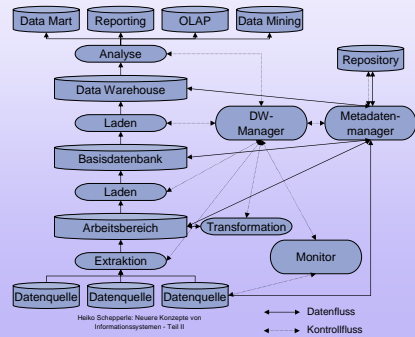 Data Mart
Reporting
OLAP
Data Mining
Analyse
Repository
Data Warehouse
Laden
DW-
Manager
Metadaten-
manager
Basisdatenbank
Laden
Arbeitsbereich
Transformation
Extraktion
Monitor
Datenquelle
Datenquelle
Datenquelle
Heiko Schepperle: Neuere Konzepte von
Informationssystemen - Teil II
Datenfluss
Kontrollfluss